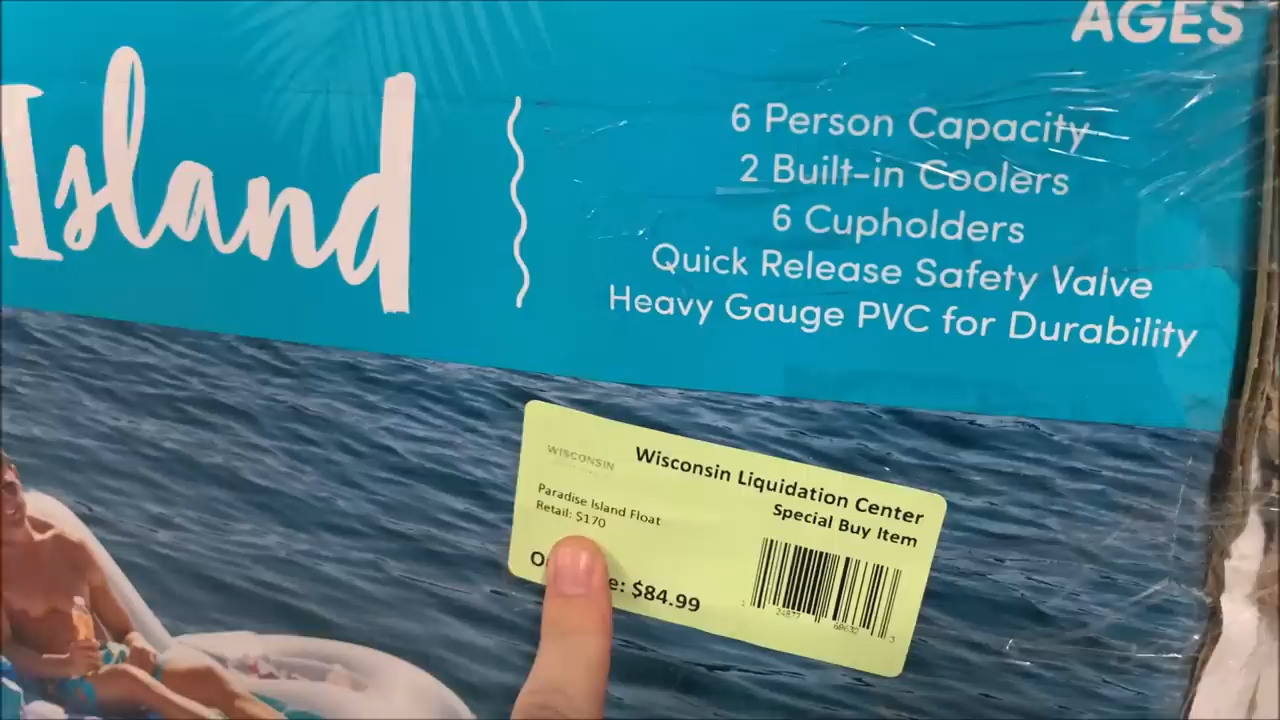 AGES
Island
6 Person Capacity
2 Built-in Coolers
6 Cupholders
Quick Release Safety Valve
Heavy Gauge PVC for Durability
WISCONSIN
Wisconsin Liquidation Center
Special Buy Item
Paradise Island Float
Retail: $170
$84.99